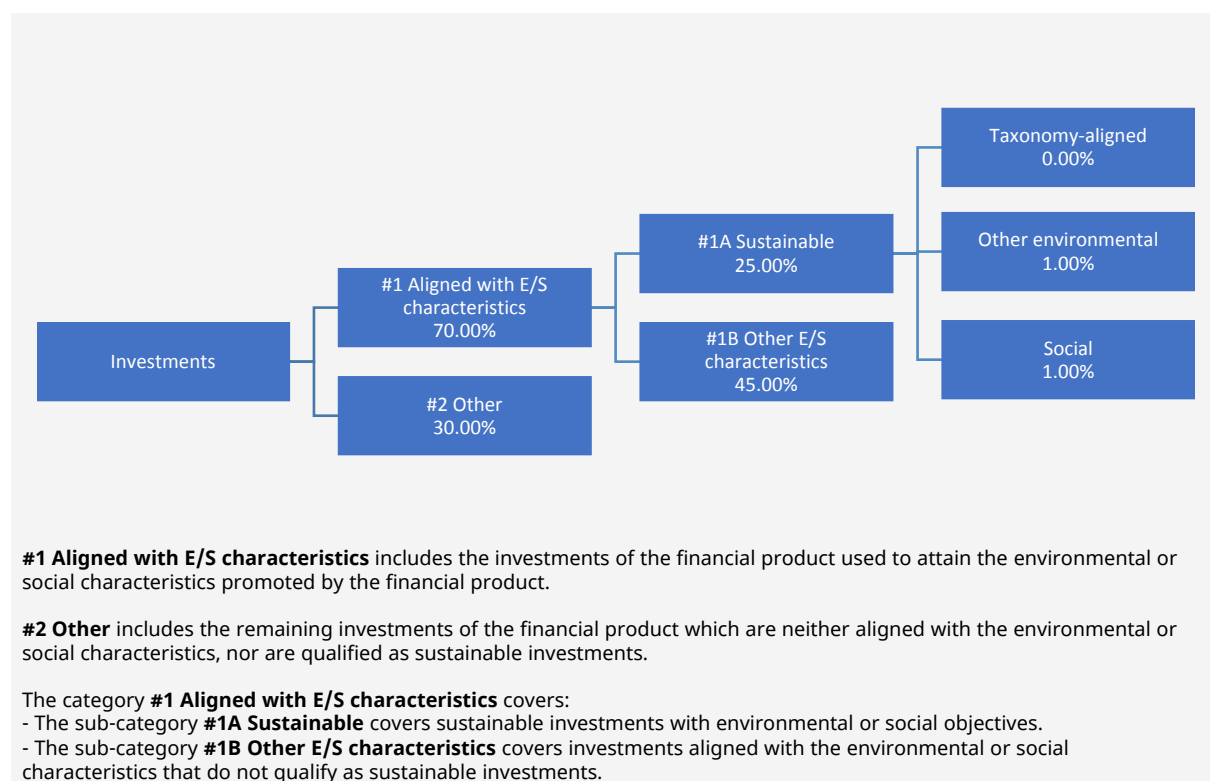 Taxonomy-aligned
0.00%
#1A Sustainable
25.00%
Other environmental
1.00%
#1 Aligned with E/S
characteristics
70.00%
Investments
#1B Other E/S
characteristics
45.00%
Social
1.00%
#2 Other
30.00%
#1 Aligned with E/S characteristics includes the investments of the financial product used to attain the environmental or
social characteristics promoted by the financial product.
#2 Other includes the remaining investments of the financial product which are neither aligned with the environmental or
social characteristics, nor are qualified as sustainable investments.
The category #1 Aligned with E/S characteristics covers:
- The sub-category #1A Sustainable covers sustainable investments with environmental or social objectives.
- The sub-category #1B Other E/S characteristics covers investments aligned with the environmental or social
characteristics that do not qualify as sustainable investments.